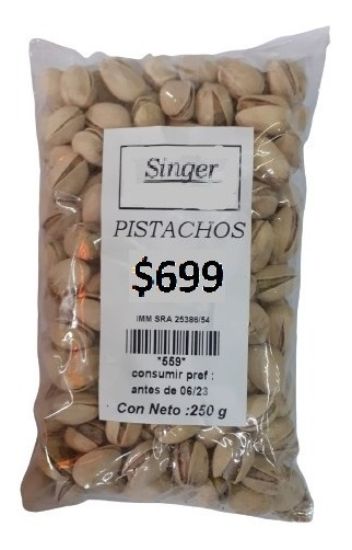 Singer
PISTACHOS
$699
IMM SRA 25386/54
"559"
consumir pref :
antes de 06/23
Con Neto :250 g